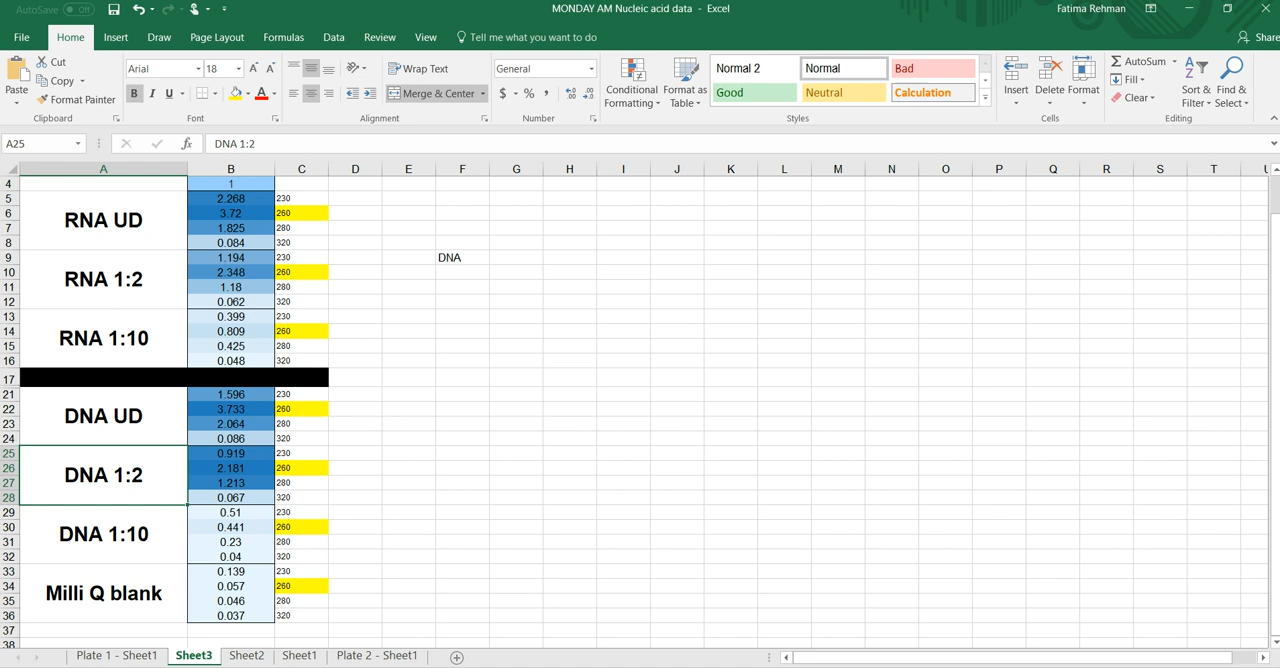 AutoSave Off MONDAY AM Nucleic acid data - Excel Fatima Rehman
File Home Insert Draw Page Layout Formulas Data Review View Tell me what you want to do Share
Paste Cut Arial 18 Wrap Text General Conditional Formatting Format as Table Normal 2 Normal Bad Insert Delete Format AutoSum Sort & Filter Find & Select
Copy B I U Merge & Center $ % , Good Neutral Calculation Fill
Format Painter Clear
Clipboard Font Alignment Number Styles Cells Editing
A25 fx DNA 1:2
A B C D E F G H I J K L M N O P Q R S T
4 1
5 2.268 230
6 RNA UD 3.72 260
7 1.825 280
8 0.084 320
9 1.194 230 DNA
10 RNA 1:2 2.348 260
11 1.18 280
12 0.062 320
13 0.399 230
14 RNA 1:10 0.809 260
15 0.425 280
16 0.048 320
17
21 1.596 230
22 DNA UD 3.733 260
23 2.064 280
24 0.086 320
25 0.919 230
26 DNA 1:2 2.181 260
27 1.213 280
28 0.067 320
29 0.51 230
30 DNA 1:10 0.441 260
31 0.23 280
32 0.04 320
33 0.139 230
34 Milli Q blank 0.057 260
35 0.046 280
36 0.037 320
37
38
Plate 1 - Sheet1 Sheet3 Sheet2 Sheet1 Plate 2 - Sheet1